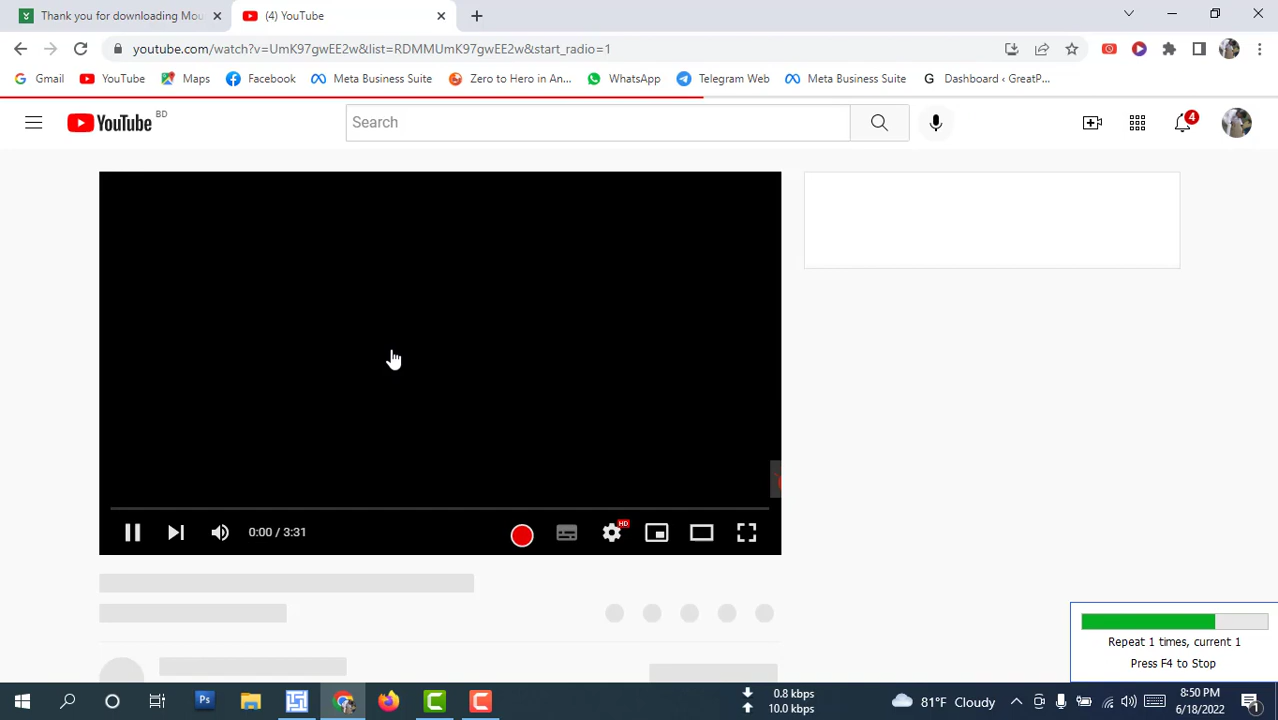 Thank you for downloading Mou
(4) YouTube
youtube.com/watch?v=UmK97gwEE2w&list=RDMMUmK97gwEE2w&start_radio=1
Gmail
YouTube
Maps
Facebook
Meta Business Suite
Zero to Hero in An...
WhatsApp
Telegram Web
Meta Business Suite
Dashboard ‹ GreatP...
YouTube BD
Search
4
0:00 / 3:31
HD
Repeat 1 times, current 1
Press F4 to Stop
Ps
0.8 kbps
10.0 kbps
81°F Cloudy
8:50 PM
6/18/2022
1